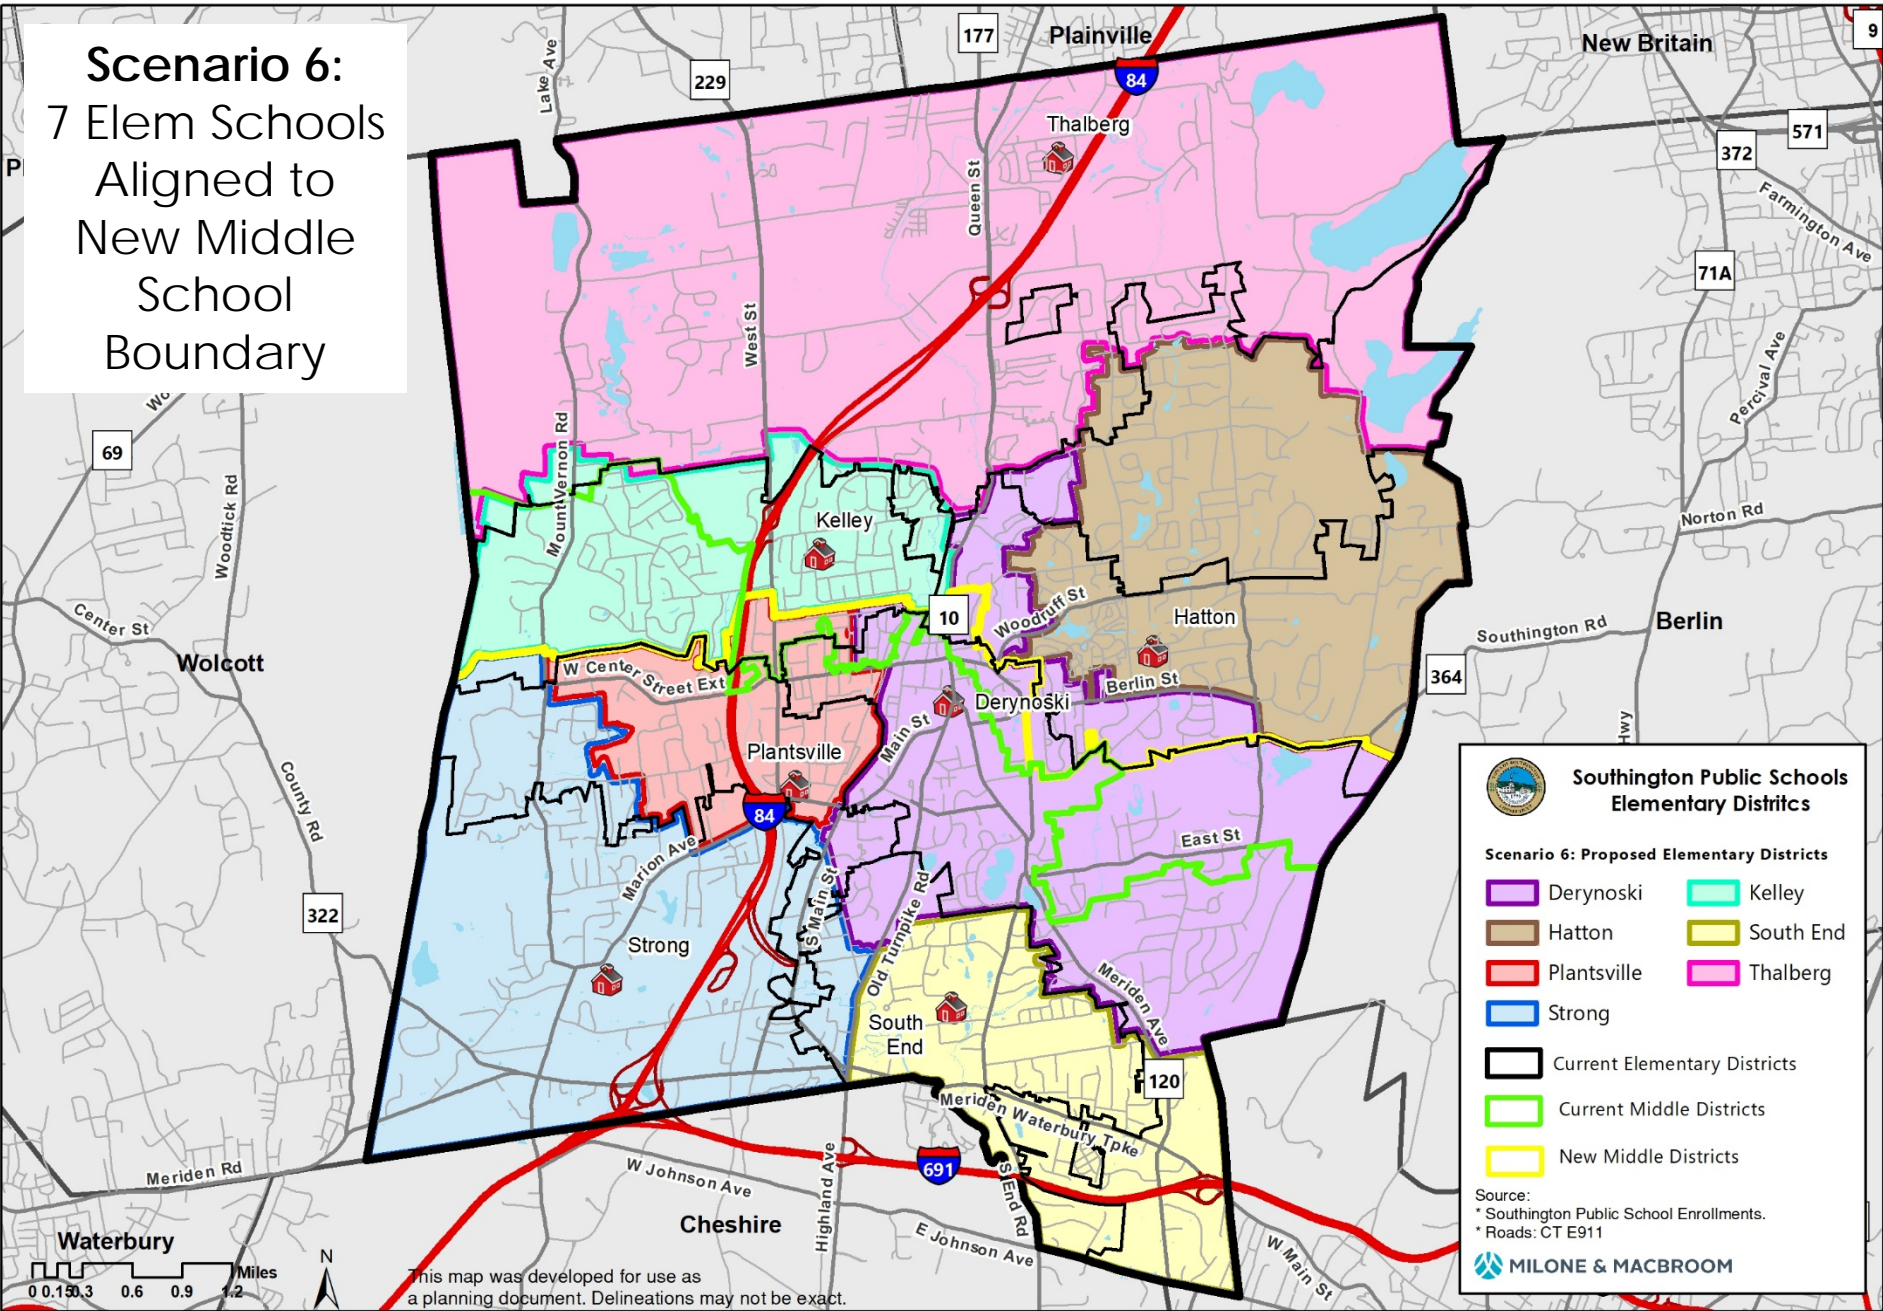 Scenario 6:
7 Elem Schools
Aligned to
New Middle
School
Boundary
Plainville
New Britain
9
177
229
84
571
372
71A
Lake Ave
Queen St
West St
Farmington Ave
Percival Ave
Thalberg
69
Woodtick Rd
Mount Vernon Rd
Kelley
Norton Rd
Center St
Wolcott
10
Woodruff St
Hatton
Southington Rd
Berlin
364
W Center Street Ext
Berlin St
Derynoski
Main St
Plantsville
Hwy
County Rd
84
Marion Ave
East St
322
S Main St
Old Turnpike Rd
Strong
South
End
Meriden Ave
120
Meriden Waterbury Tpke
Meriden Rd
W Johnson Ave
Highland Ave
691
S End Rd
Cheshire
E Johnson Ave
W Main St
Waterbury
Southington Public Schools
Elementary Distritcs
Scenario 6: Proposed Elementary Districts
Derynoski
Kelley
Hatton
South End
Plantsville
Thalberg
Strong
Current Elementary Districts
Current Middle Districts
New Middle Districts
Source:
* Southington Public School Enrollments.
* Roads: CT E911
MILONE & MACBROOM
N
Miles
0 0.15 0.3 0.6 0.9 1.2
This map was developed for use as
a planning document. Delineations may not be exact.